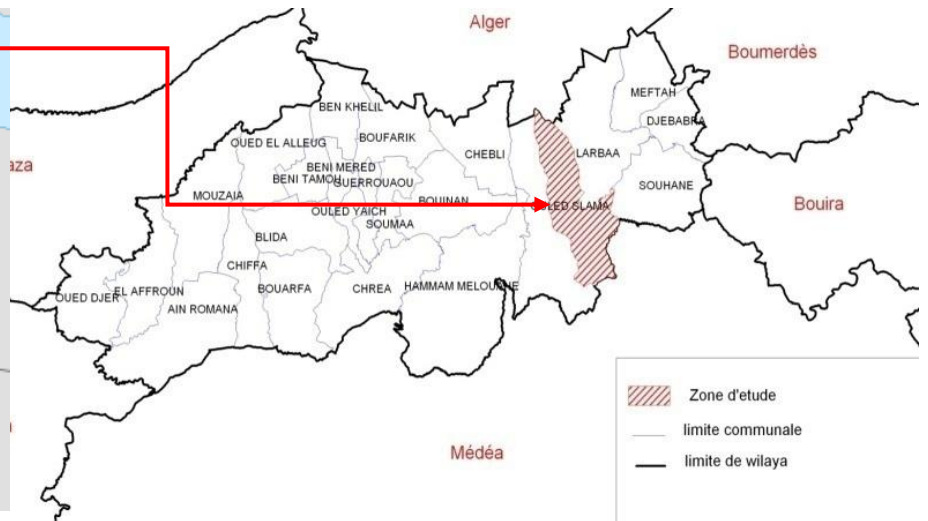 Alger
Boumerdès
aza
Bouira
Médéa
MEFTAH
DJEBABRA
BEN KHELIL
BOUFARIK
OUED EL ALLEUG
CHEBLI
LARBAA
BENI MERED
BENI TAMOU
GUERROUAOU
SOUHANE
MOUZAIA
BOUINAN
OULED YAICH
SOUMAA
BLIDA
CHIFFA
OUED DJER
EL AFFROUN
BOUARFA
CHREA
HAMMAM MELOUANE
AIN ROMANA
SLAMA
Zone d'etude
limite communale
limite de wilaya